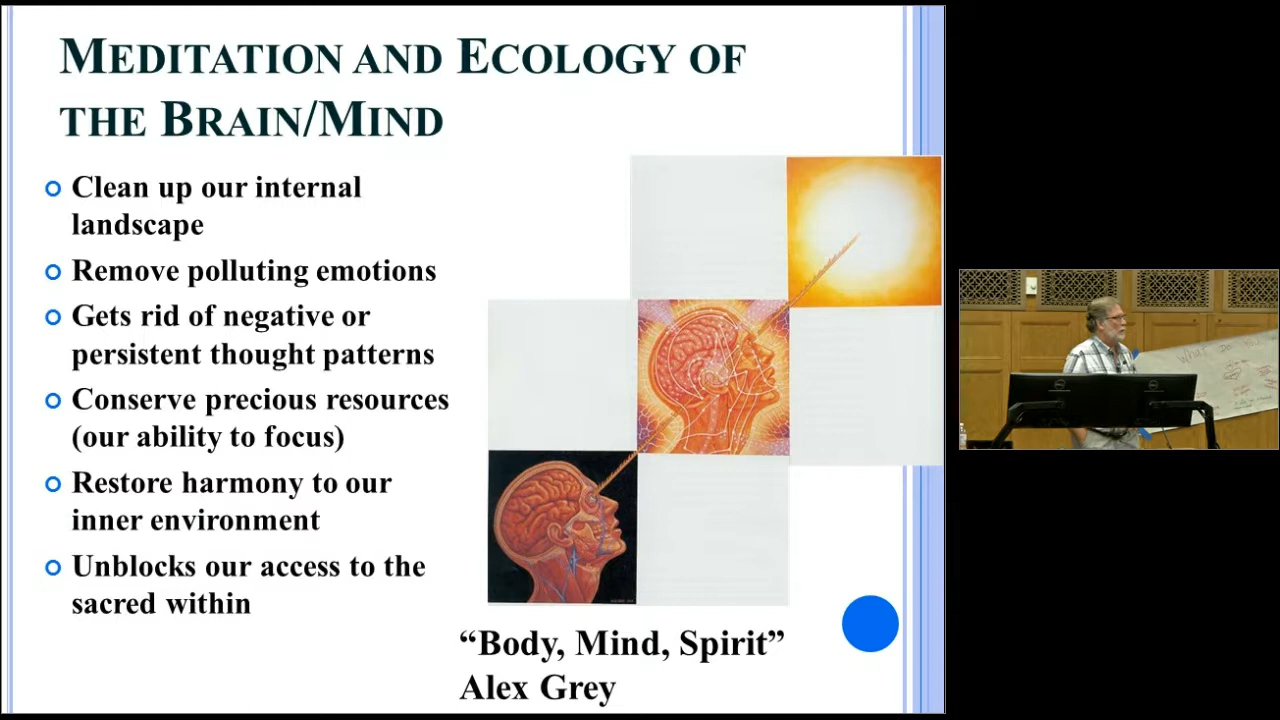 MEDITATION AND ECOLOGY OF
THE BRAIN/MIND
Clean up our internal
landscape
Remove polluting emotions
Gets rid of negative or
persistent thought patterns
Conserve precious resources
(our ability to focus)
Restore harmony to our
inner environment
Unblocks our access to the
sacred within
“Body, Mind, Spirit”
Alex Grey
WHAT DO